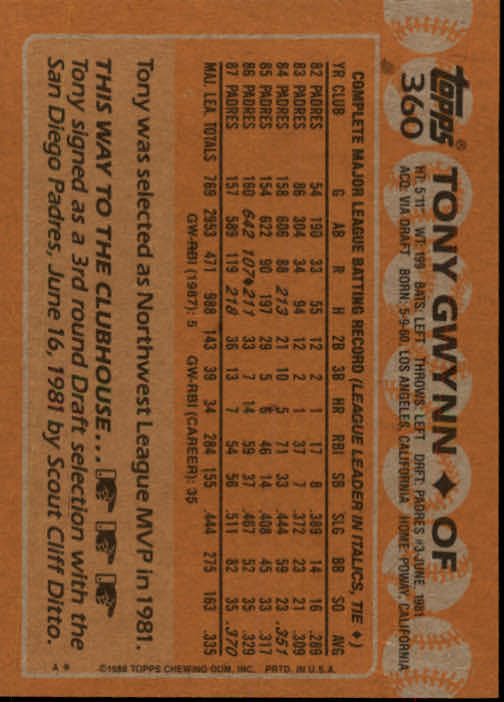 topps®
360
TONY GWYNN ♦ OF
HT: 5'11" WT: 199 BATS: LEFT THROWS: LEFT DRFT: PADRES #3-JUNE, 1981
ACQ: VIA DRAFT BORN: 5-9-60, LOS ANGELES, CALIFORNIA HOME: POWAY, CALIFORNIA
COMPLETE MAJOR LEAGUE BATTING RECORD (LEAGUE LEADER IN ITALICS, TIE ♦)
YR CLUB G AB R H 2B 3B HR RBI SB SLG BB SO AVG
82 PADRES 54 190 33 55 12 2 1 17 8 .389 14 16 .289
83 PADRES 86 304 34 94 12 2 1 37 7 .372 23 21 .309
84 PADRES 158 606 88 213 21 10 5 71 33 .444 59 23 .351
85 PADRES 154 622 90 197 29 5 6 46 14 .408 45 33 .317
86 PADRES 160 642 107♦211 33 7 14 59 37 .467 52 35 .329
87 PADRES 157 589 119 218 36 13 7 54 56 .511 82 35 .370
MAJ. LEA. TOTALS 769 2953 471 988 143 39 34 284 155 .444 275 163 .335
GW-RBI (1987): 5 GW-RBI (CAREER): 35
Tony was selected as Northwest League MVP in 1981.
THIS WAY TO THE CLUBHOUSE...
Tony signed as a 3rd round Draft selection with the
San Diego Padres, June 16, 1981 by Scout Cliff Ditto.
A* ©1988 TOPPS CHEWING GUM, INC. PRTD. IN U.S.A.